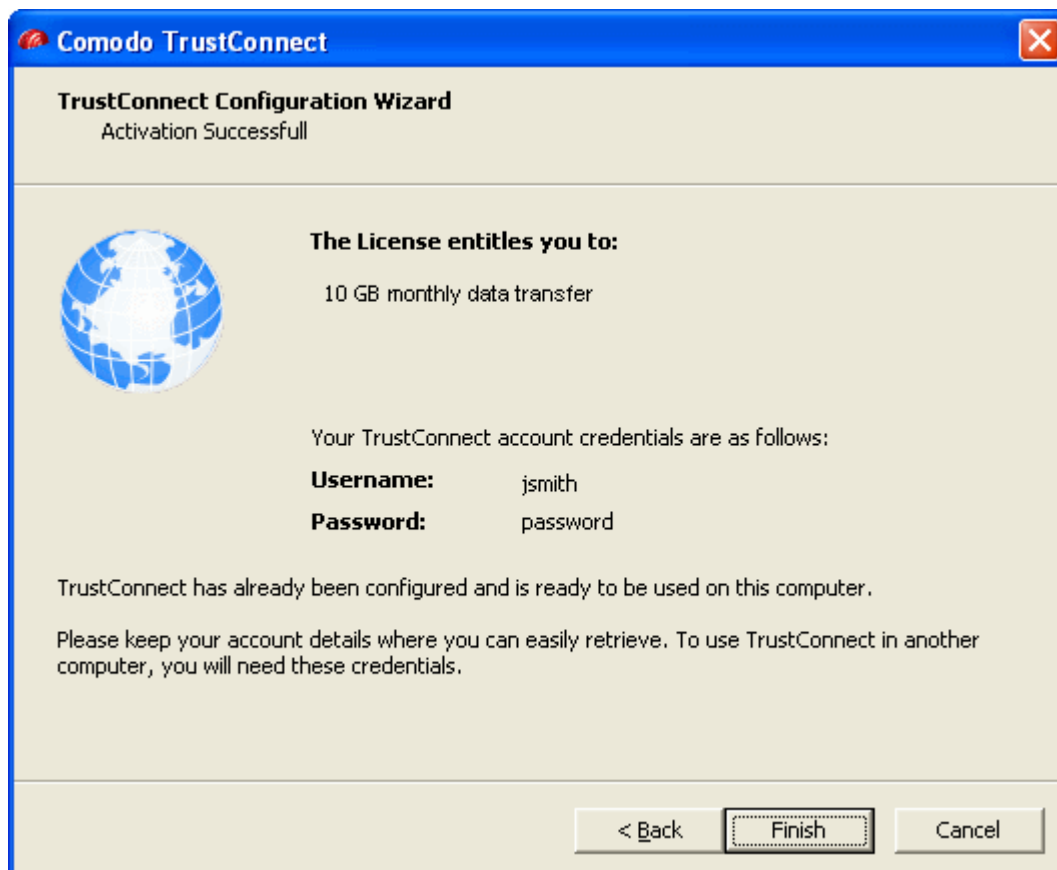 Comodo TrustConnect
TrustConnect Configuration Wizard
Activation Successfull
The License entitles you to:
10 GB monthly data transfer
Your TrustConnect account credentials are as follows:
Username: jsmith
Password: password
TrustConnect has already been configured and is ready to be used on this computer.
Please keep your account details where you can easily retrieve. To use TrustConnect in another
computer, you will need these credentials.
< Back Finish Cancel